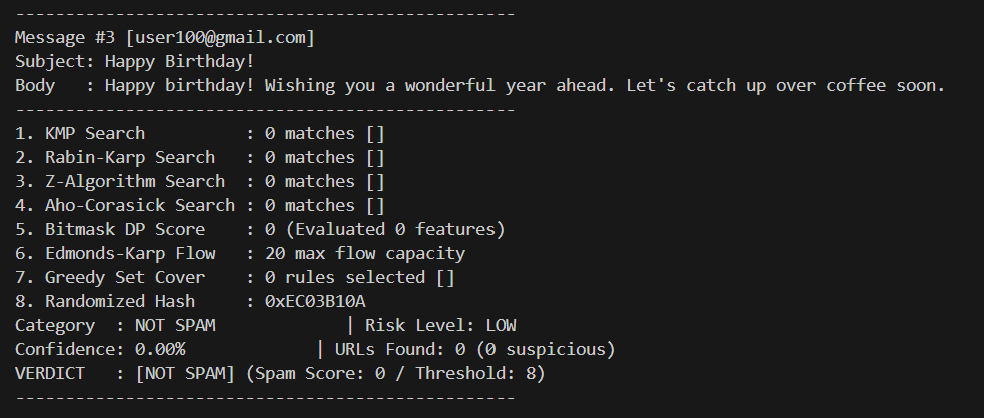 --------------------------------------------------
Message #3 [user100@gmail.com]
Subject: Happy Birthday!
Body   : Happy birthday! Wishing you a wonderful year ahead. Let's catch up over coffee soon.
--------------------------------------------------
1. KMP Search          : 0 matches []
2. Rabin-Karp Search   : 0 matches []
3. Z-Algorithm Search  : 0 matches []
4. Aho-Corasick Search : 0 matches []
5. Bitmask DP Score    : 0 (Evaluated 0 features)
6. Edmonds-Karp Flow   : 20 max flow capacity
7. Greedy Set Cover    : 0 rules selected []
8. Randomized Hash     : 0xEC03B10A
Category  : NOT SPAM             | Risk Level: LOW
Confidence: 0.00%             | URLs Found: 0 (0 suspicious)
VERDICT   : [NOT SPAM] (Spam Score: 0 / Threshold: 8)
--------------------------------------------------